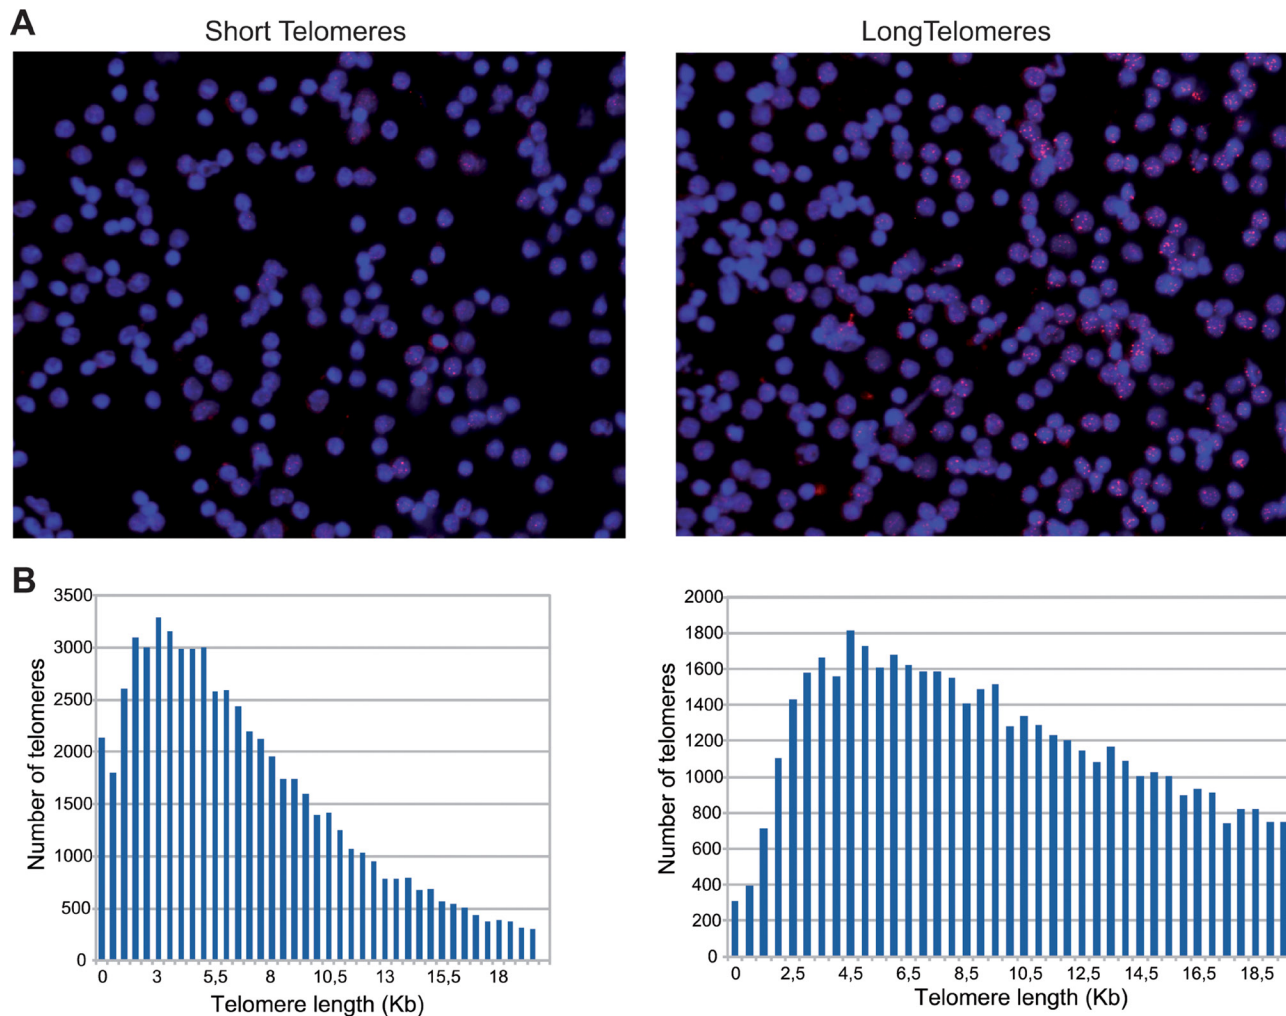 A
Short Telomeres
LongTelomeres
B
3500
3000
2500
2000
1500
1000
500
0
Number of telomeres
0 3 5,5 8 10,5 13 15,5 18
Telomere length (Kb)
2000
1800
1600
1400
1200
1000
800
600
400
200
0
Number of telomeres
0 2,5 4,5 6,5 8,5 10,5 12,5 14,5 16,5 18,5
Telomere length (Kb)